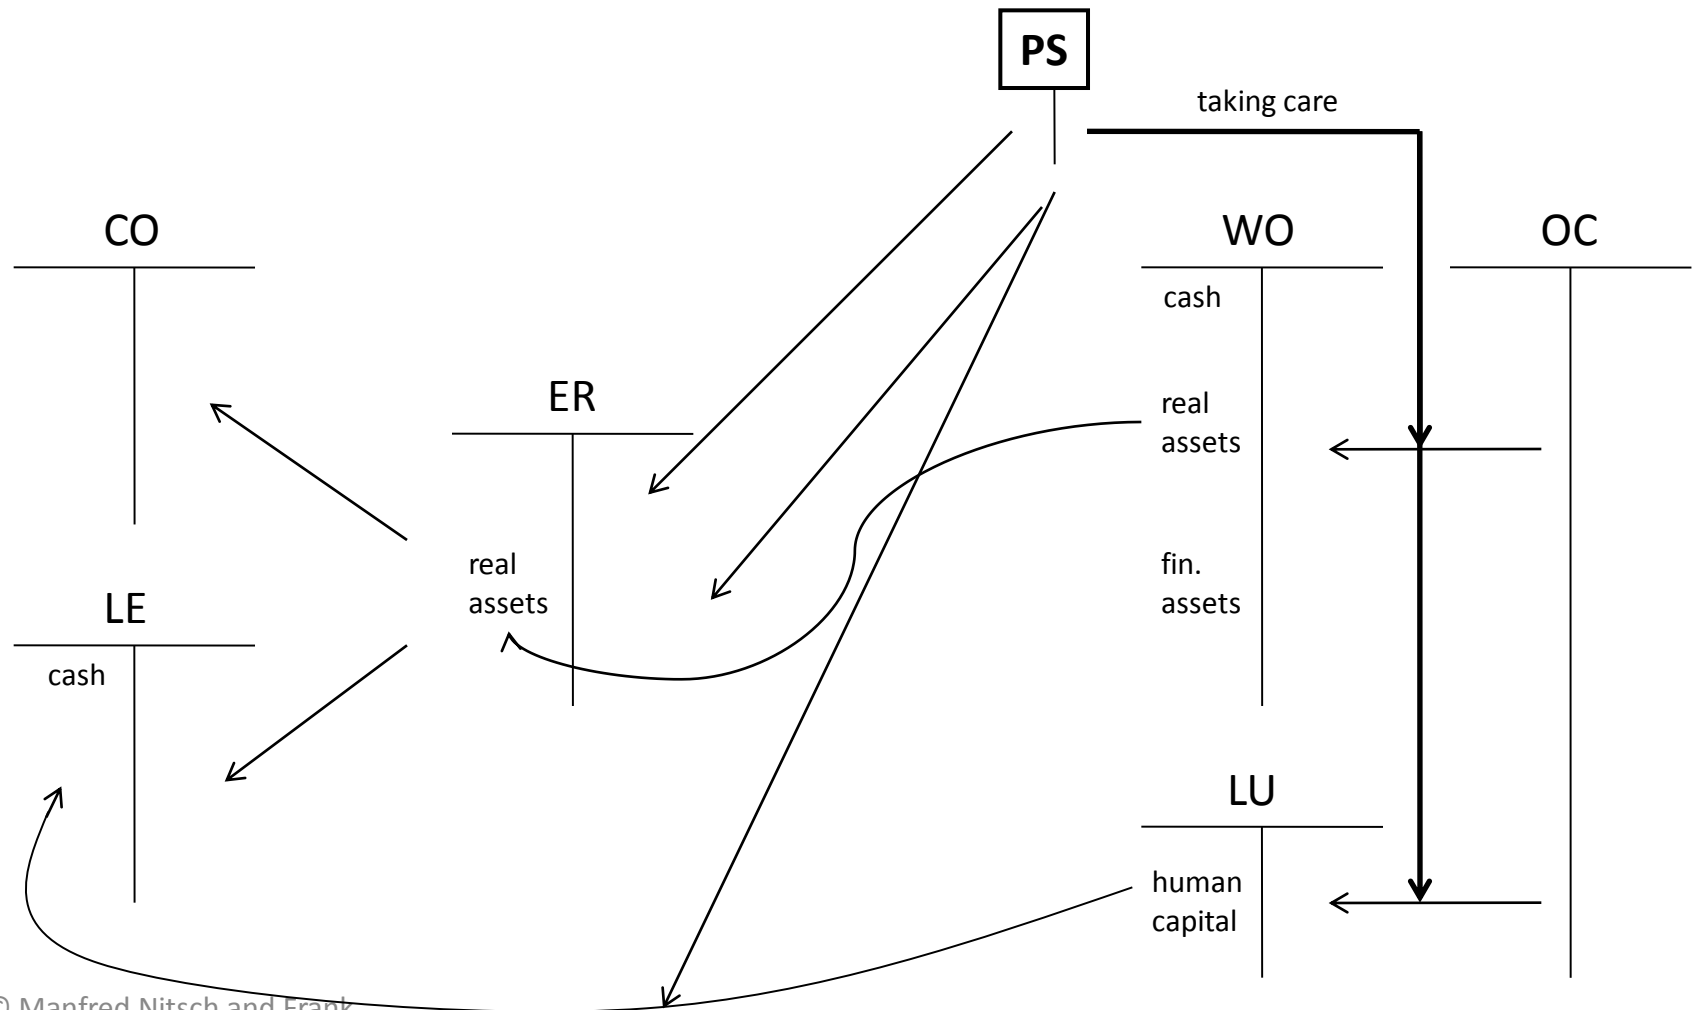 PS
taking care
CO
WO
OC
cash
ER
real
assets
real
assets
fin.
assets
LE
cash
LU
human
capital
© Manfred Nitsch and Frank